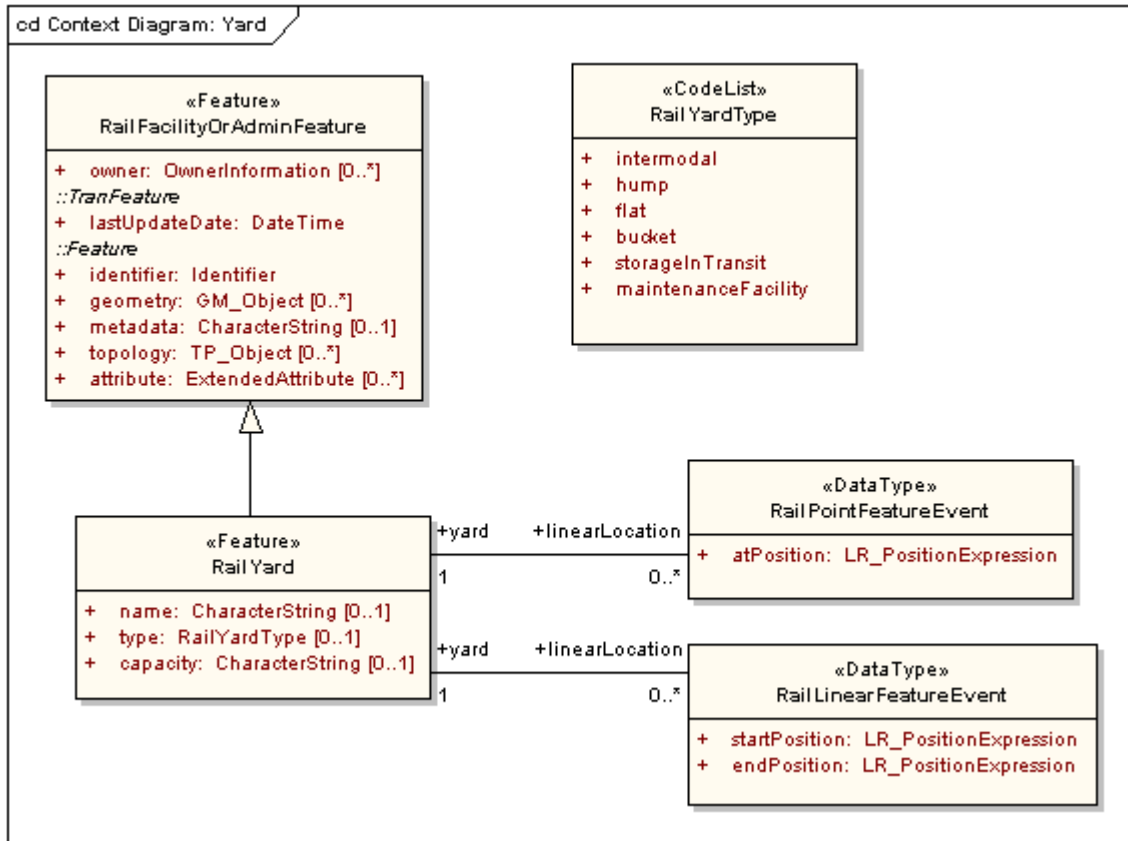 cd Context Diagram: Yard
«Feature»
RailFacilityOrAdminFeature
+ owner: OwnerInformation [0..*]
::TranFeature
+ lastUpdateDate: DateTime
::Feature
+ identifier: Identifier
+ geometry: GM_Object [0..*]
+ metadata: CharacterString [0..1]
+ topology: TP_Object [0..*]
+ attribute: ExtendedAttribute [0..*]
«CodeList»
RailYardType
+ intermodal
+ hump
+ flat
+ bucket
+ storageInTransit
+ maintenanceFacility
«Feature»
RailYard
+ name: CharacterString [0..1]
+ type: RailYardType [0..1]
+ capacity: CharacterString [0..1]
+yard +linearLocation
1 0..*
«DataType»
RailPointFeatureEvent
+ atPosition: LR_PositionExpression
+yard +linearLocation
1 0..*
«DataType»
RailLinearFeatureEvent
+ startPosition: LR_PositionExpression
+ endPosition: LR_PositionExpression